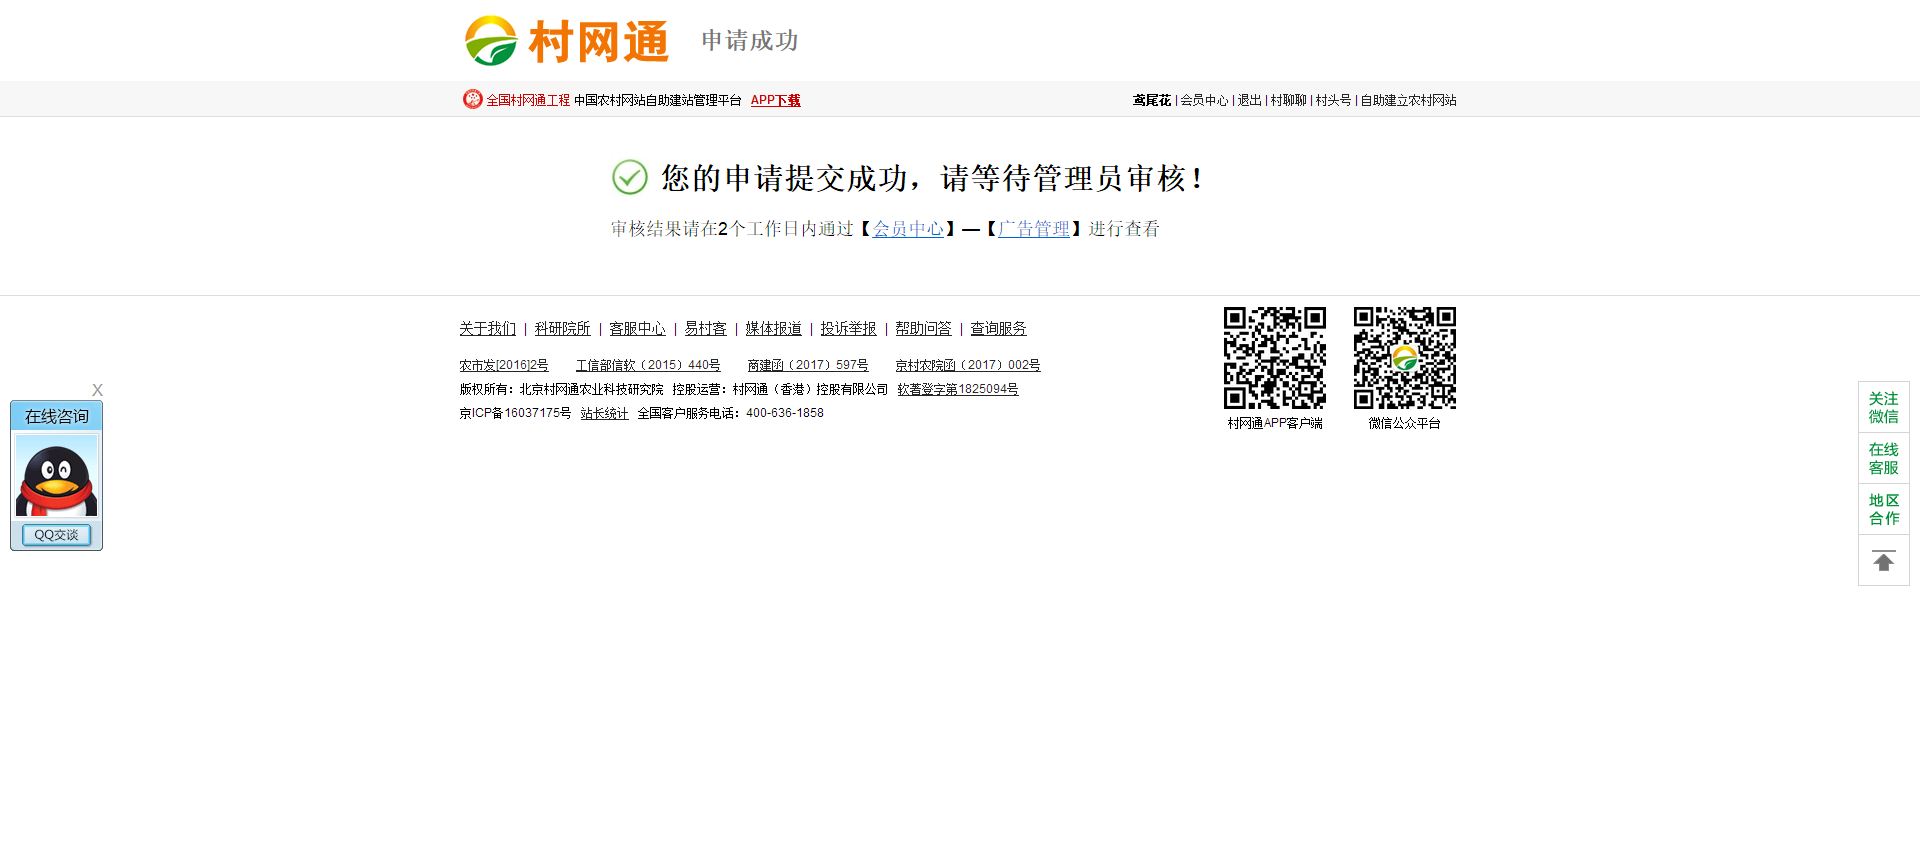 村网通 申请成功
全国村网通工程 中国农村网站自助建站管理平台 APP下载
鸢尾花 | 会员中心 | 退出 | 村聊聊 | 村头号 | 自助建立农村网站
您的申请提交成功，请等待管理员审核！
审核结果请在2个工作日内通过【会员中心】—【广告管理】进行查看
关于我们 | 科研院所 | 客服中心 | 易村客 | 媒体报道 | 投诉举报 | 帮助问答 | 查询服务
农市发[2016]2号 工信部信软（2015）440号 商建函（2017）597号 京村农院函（2017）002号
版权所有：北京村网通农业科技研究院 控股运营：村网通（香港）控股有限公司 软著登字第1825094号
京ICP备16037175号 站长统计 全国客户服务电话：400-636-1858
村网通APP客户端
微信公众平台
X
在线咨询
QQ交谈
关注
微信
在线
客服
地区
合作